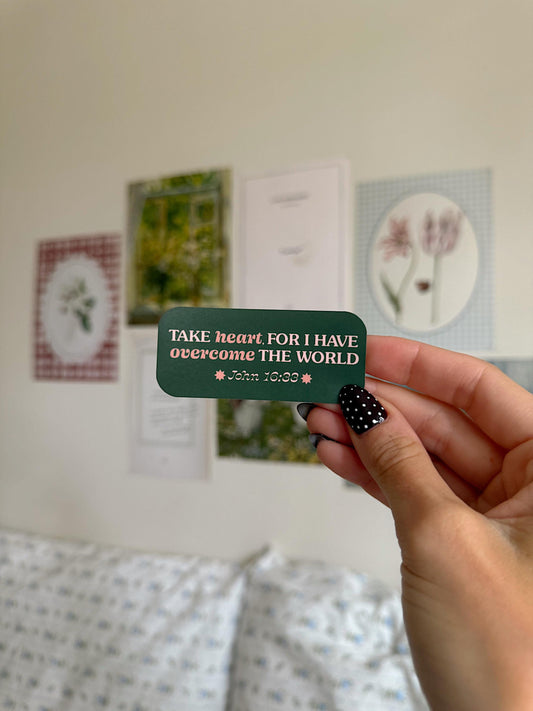 TAKE heart, FOR I HAVE
overcome THE WORLD
John 16:33